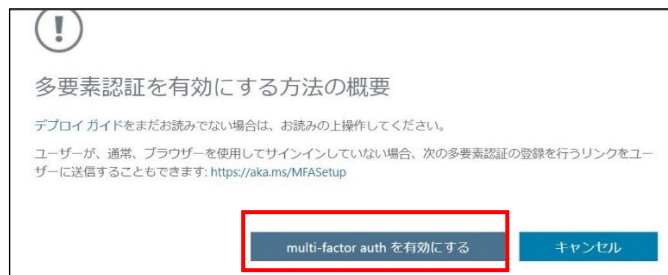 多要素認証を有効にする方法の概要
デプロイ ガイドをまだお読みでない場合は、お読みの上操作してください。
ユーザーが、通常、ブラウザーを使用してサインインしていない場合、次の多要素認証の登録を行うリンクをユー
ザーに送信することもできます: https://aka.ms/MFASetup
multi-factor auth を有効にする
キャンセル